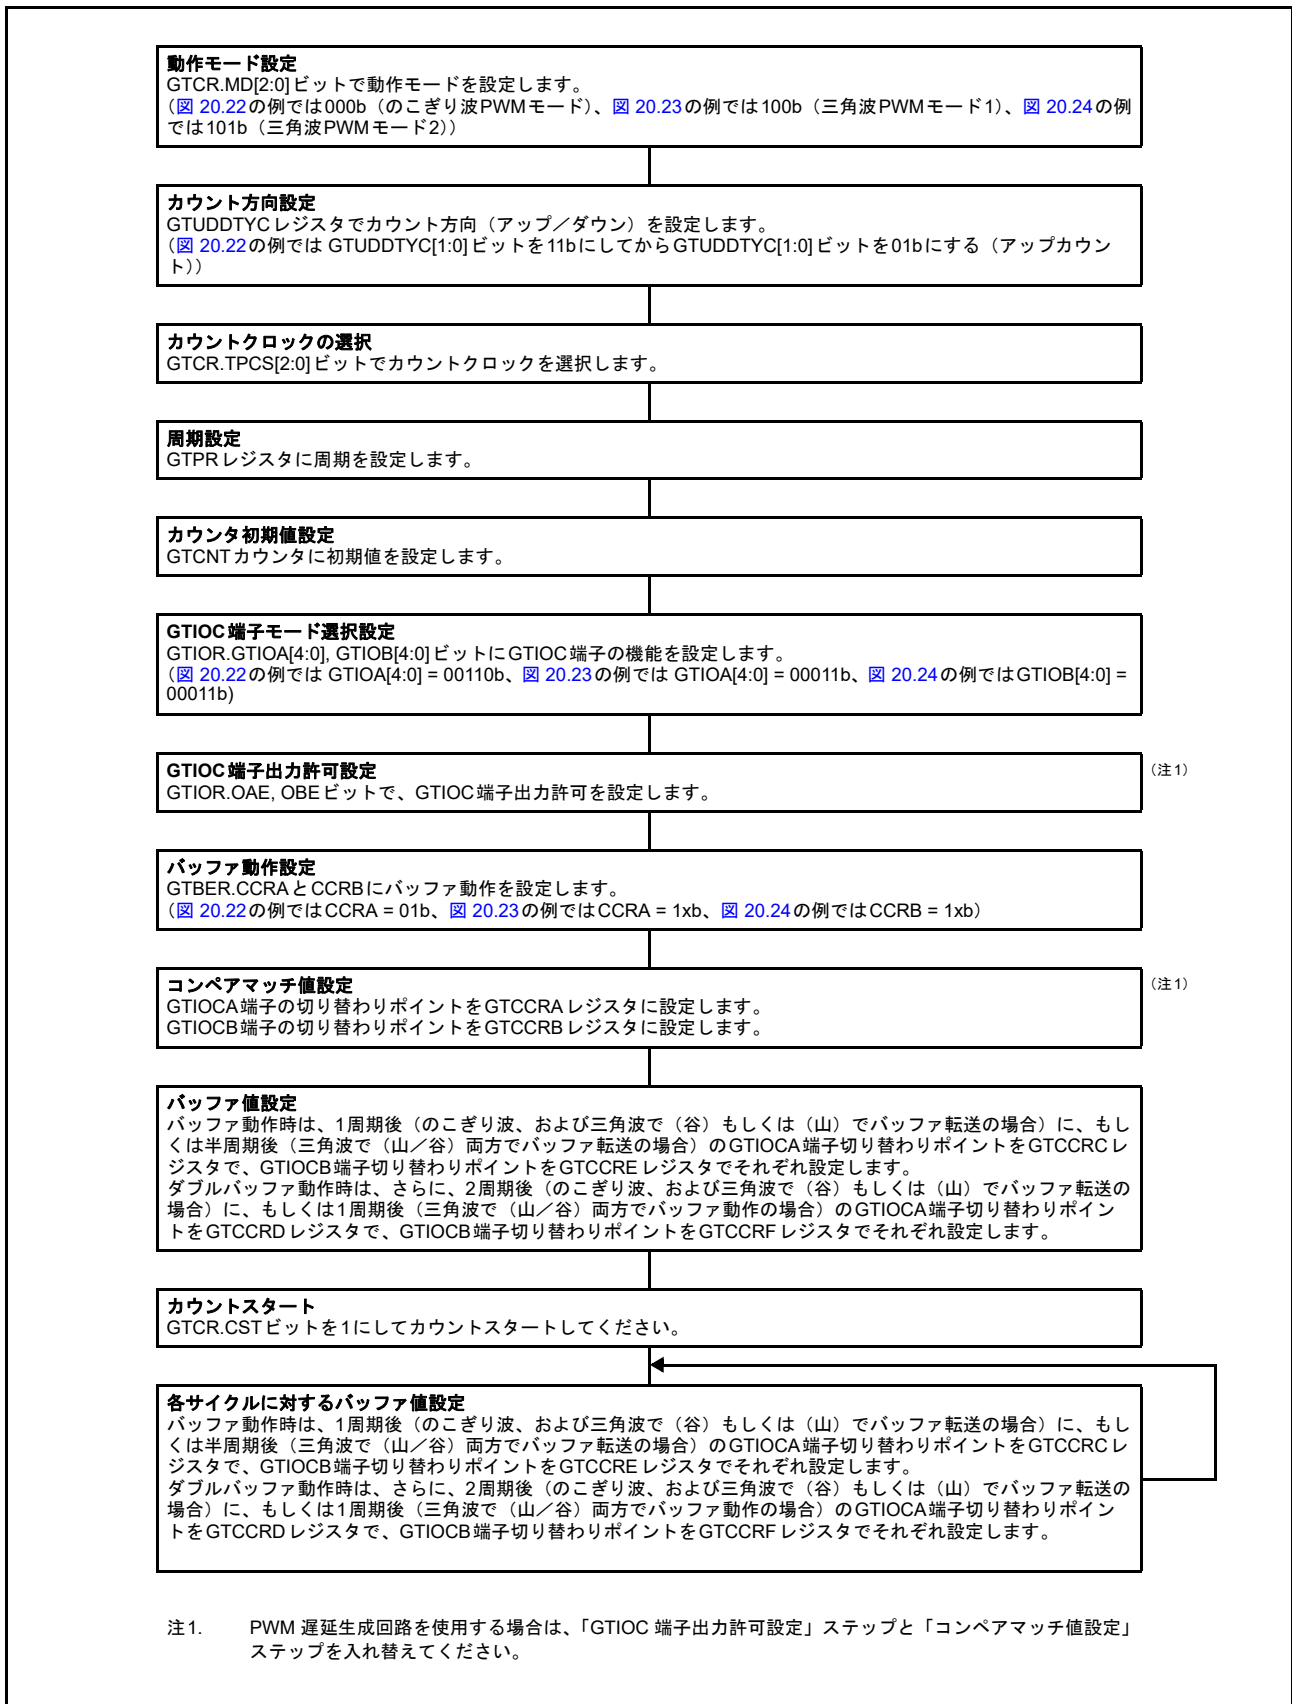 動作モード設定
GTCR.MD[2:0]ビットで動作モードを設定します。
（図 20.22の例では000b（のこぎり波PWMモード）、図 20.23の例では100b（三角波PWMモード1）、図 20.24の例
では101b（三角波PWMモード2））
カウント方向設定
GTUDDTYCレジスタでカウント方向（アップ／ダウン）を設定します。
（図 20.22の例では GTUDDTYC[1:0]ビットを11bにしてからGTUDDTYC[1:0]ビットを01bにする（アップカウン
ト））
カウントクロックの選択
GTCR.TPCS[2:0]ビットでカウントクロックを選択します。
周期設定
GTPRレジスタに周期を設定します。
カウンタ初期値設定
GTCNTカウンタに初期値を設定します。
GTIOC端子モード選択設定
GTIOR.GTIOA[4:0], GTIOB[4:0]ビットにGTIOC端子の機能を設定します。
（図 20.22の例では GTIOA[4:0] = 00110b、図 20.23の例では GTIOA[4:0] = 00011b、図 20.24の例ではGTIOB[4:0] =
00011b)
GTIOC端子出力許可設定 （注1）
GTIOR.OAE, OBEビットで、GTIOC端子出力許可を設定します。
バッファ動作設定
GTBER.CCRAとCCRBにバッファ動作を設定します。
（図 20.22の例ではCCRA = 01b、図 20.23の例ではCCRA = 1xb、図 20.24の例ではCCRB = 1xb）
コンペアマッチ値設定 （注1）
GTIOCA端子の切り替わりポイントをGTCCRAレジスタに設定します。
GTIOCB端子の切り替わりポイントをGTCCRBレジスタに設定します。
バッファ値設定
バッファ動作時は、1周期後（のこぎり波、および三角波で（谷）もしくは（山）でバッファ転送の場合）に、もし
くは半周期後（三角波で（山／谷）両方でバッファ転送の場合）のGTIOCA端子切り替わりポイントをGTCCRCレ
ジスタで、GTIOCB端子切り替わりポイントをGTCCREレジスタでそれぞれ設定します。
ダブルバッファ動作時は、さらに、2周期後（のこぎり波、および三角波で（谷）もしくは（山）でバッファ転送の
場合）に、もしくは1周期後（三角波で（山／谷）両方でバッファ動作の場合）のGTIOCA端子切り替わりポイン
トをGTCCRDレジスタで、GTIOCB端子切り替わりポイントをGTCCRFレジスタでそれぞれ設定します。
カウントスタート
GTCR.CSTビットを1にしてカウントスタートしてください。
各サイクルに対するバッファ値設定
バッファ動作時は、1周期後（のこぎり波、および三角波で（谷）もしくは（山）でバッファ転送の場合）に、もし
くは半周期後（三角波で（山／谷）両方でバッファ転送の場合）のGTIOCA端子切り替わりポイントをGTCCRCレ
ジスタで、GTIOCB端子切り替わりポイントをGTCCREレジスタでそれぞれ設定します。
ダブルバッファ動作時は、さらに、2周期後（のこぎり波、および三角波で（谷）もしくは（山）でバッファ転送の
場合）に、もしくは1周期後（三角波で（山／谷）両方でバッファ動作の場合）のGTIOCA端子切り替わりポイン
トをGTCCRDレジスタで、GTIOCB端子切り替わりポイントをGTCCRFレジスタでそれぞれ設定します。
注1. PWM 遅延生成回路を使用する場合は、「GTIOC 端子出力許可設定」ステップと「コンペアマッチ値設定」
ステップを入れ替えてください。